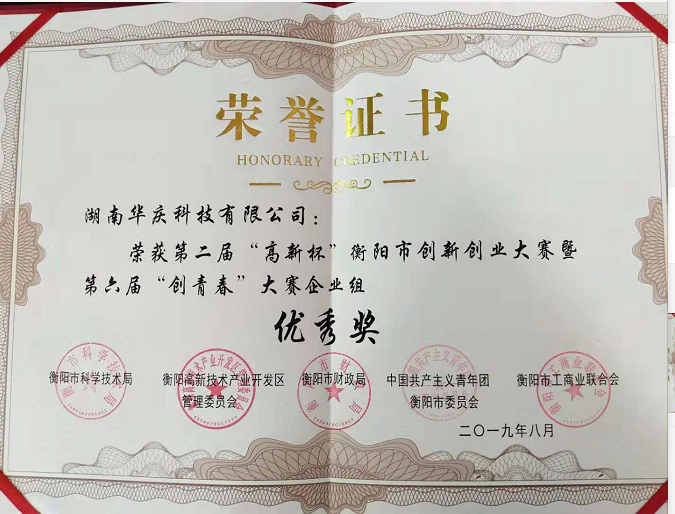 荣誉证书
HONORARY CREDENTIAL
湖南华庆科技有限公司：
荣获第二届“高新杯”衡阳市创新创业大赛暨
第六届“创青春”大赛企业组
优秀奖
衡阳市科学技术局
衡阳高新技术产业开发区
管理委员会
衡阳市财政局
中国共产主义青年团
衡阳市委员会
衡阳市工商业联合会
二〇一九年八月